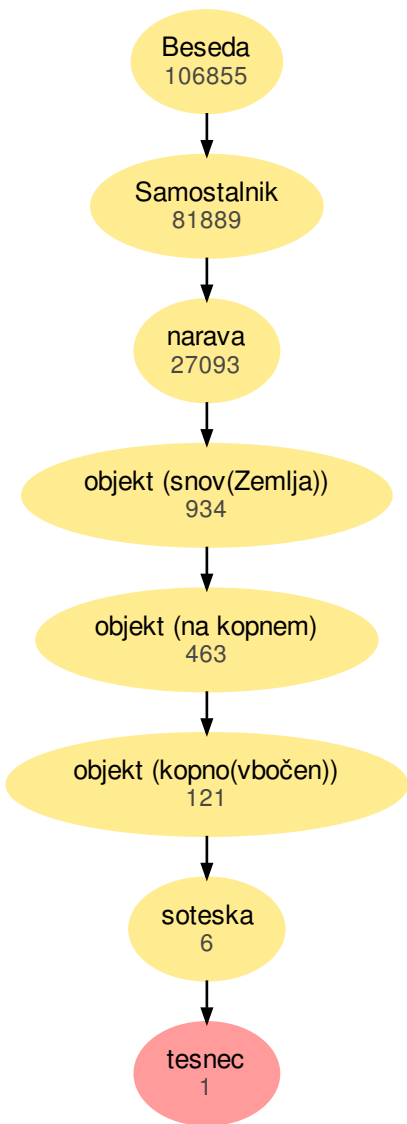 Beseda
106855
Samostalnik
81889
narava
27093
objekt (snov(Zemlja))
934
objekt (na kopnem)
463
objekt (kopno(vbočen))
121
soteska
6
tesnec
1